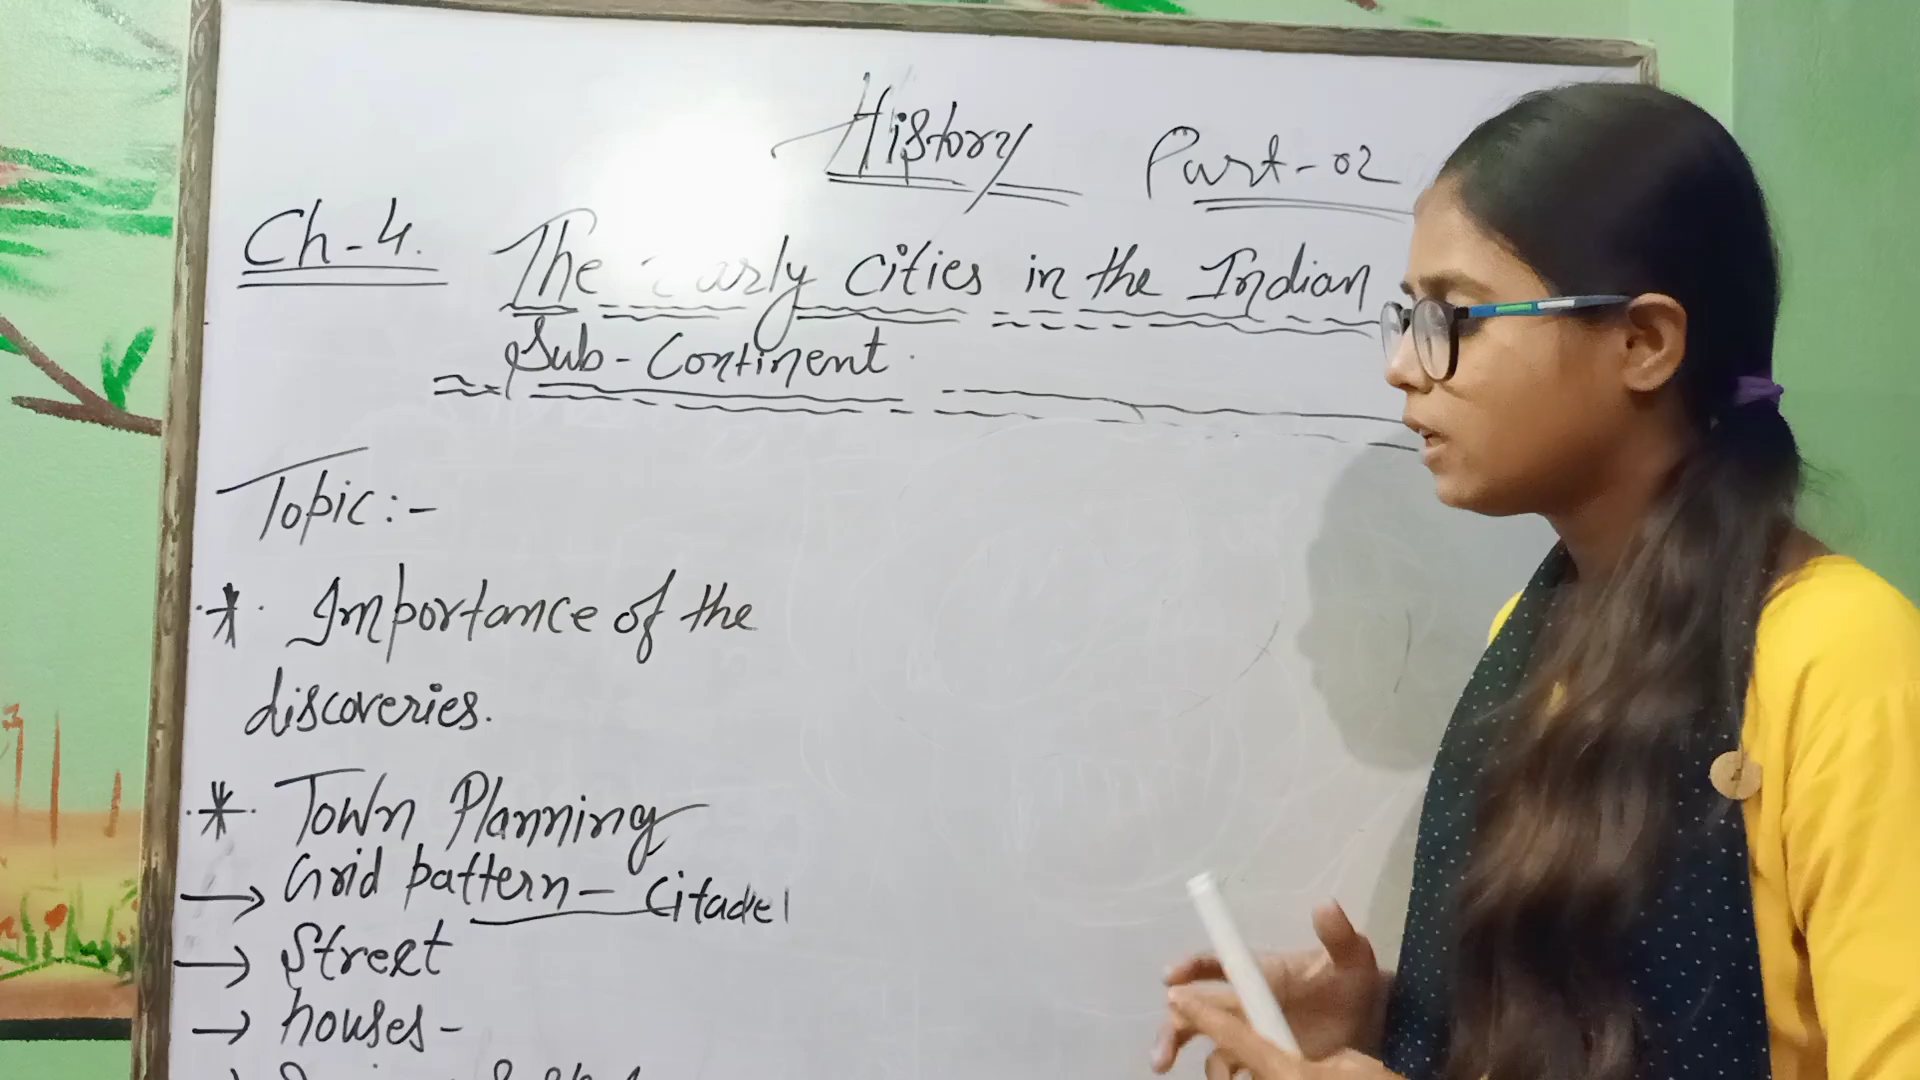 History Part-02
Ch-4. The Early Cities in the Indian
Sub-Continent.
Topic:-
* Importance of the
discoveries.
* Town Planning
→ Grid pattern - Citadel
→ Street
→ houses -